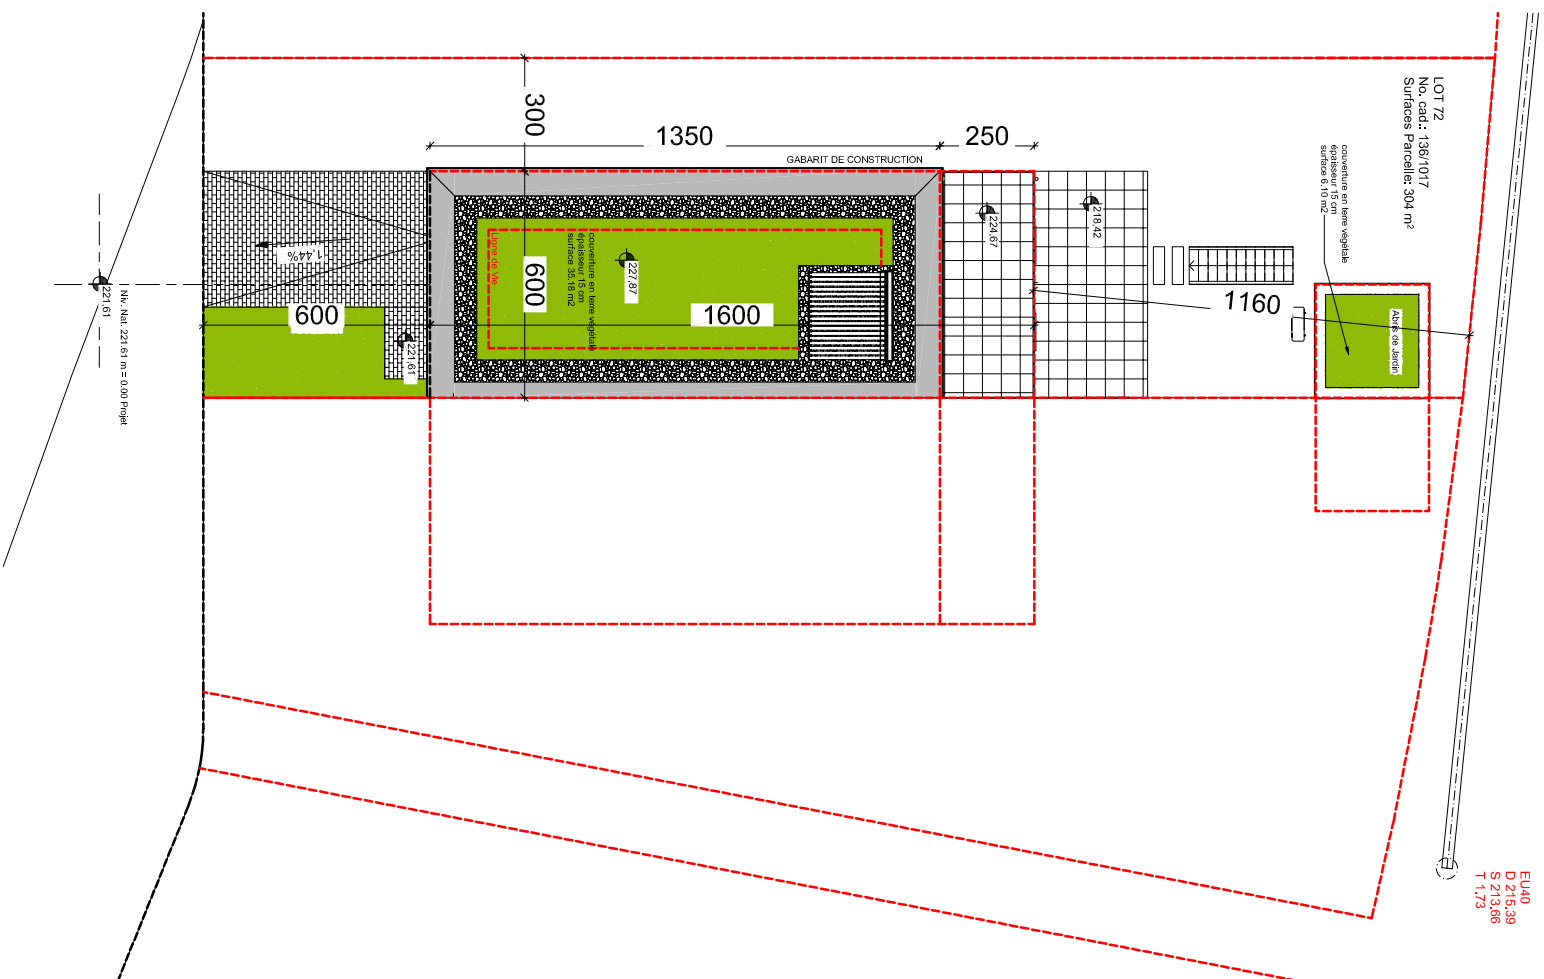 LOT 72
No. cad.: 136/1017
Surfaces Parcelle: 304 m²
couverture en terre végétale
épaisseur 15 cm
surface 6.10 m2
300
1350
250
GABARIT DE CONSTRUCTION
224,67
218,42
1,44%
Ligne de Vie
couverture en terre végétale
épaisseur 15 cm
surface 35,18 m2
227,87
600
1600
600
1160
Abris de Jardin
221,61
Niv. Nat. 221.61 m = 0.00 Projet
221,61
EU40
D 215.39
S 213.66
T 1.73